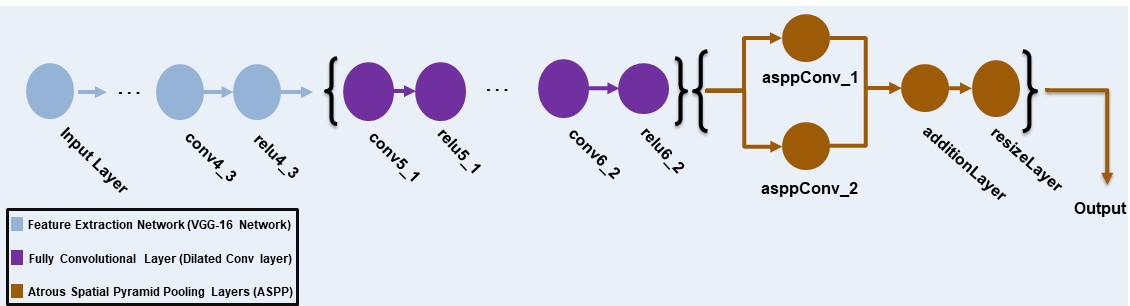 Input Layer
...
conv4_3
relu4_3
conv5_1
relu5_1
...
conv6_2
relu6_2
asppConv_1
asppConv_2
additionLayer
resizeLayer
Output
Feature Extraction Network (VGG-16 Network)
Fully Convolutional Layer (Dilated Conv layer)
Atrous Spatial Pyramid Pooling Layers (ASPP)